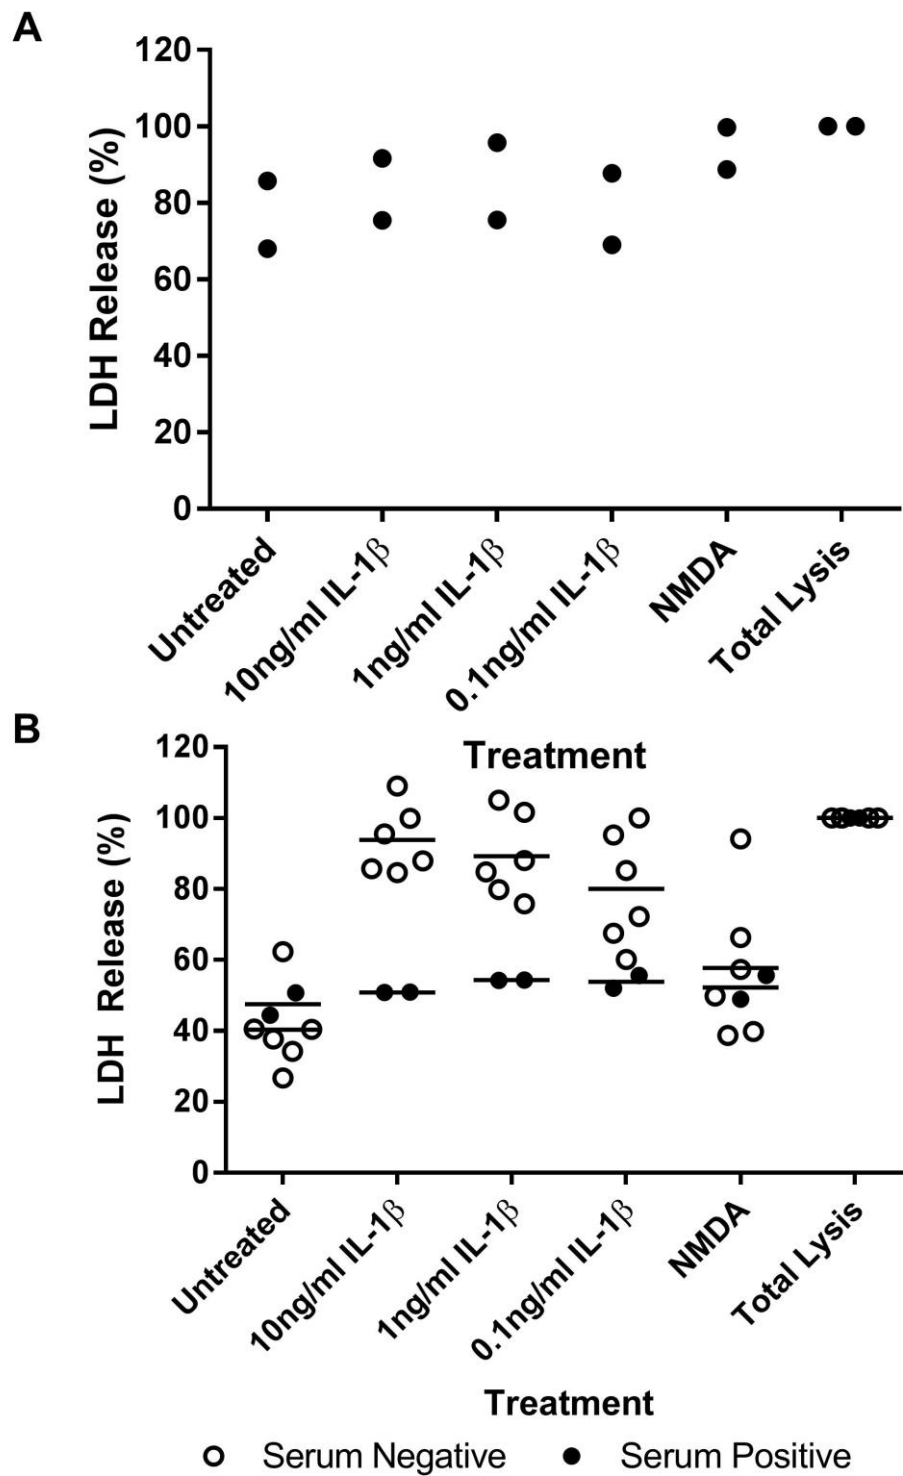 A
120
100
80
60
40
20
0
LDH Release (%)
Untreated
10ng/ml IL-1β
1ng/ml IL-1β
0.1ng/ml IL-1β
NMDA
Total Lysis
Treatment
B
120
100
80
60
40
20
0
LDH Release (%)
Untreated
10ng/ml IL-1β
1ng/ml IL-1β
0.1ng/ml IL-1β
NMDA
Total Lysis
Treatment
Serum Negative
Serum Positive